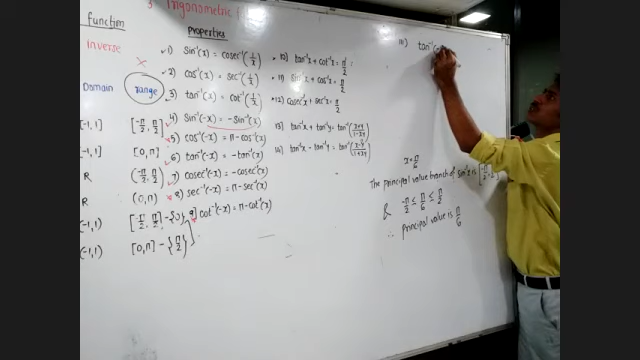 Trigonometric
function
Properties
Inverse
Domain
range
1) sin⁻¹(x) = cosec⁻¹(1/x)
2) cos⁻¹(x) = sec⁻¹(1/x)
3) tan⁻¹(x) = cot⁻¹(1/x)
4) sin⁻¹(-x) = -sin⁻¹(x)
5) cos⁻¹(-x) = π-cos⁻¹(x)
6) tan⁻¹(-x) = -tan⁻¹(x)
7) cosec⁻¹(-x) = -cosec⁻¹(x)
8) sec⁻¹(-x) = π-sec⁻¹(x)
9) cot⁻¹(-x) = π-cot⁻¹(x)
-1,1] [-π/2, π/2]
[-1,1] [0,π]
R (-π/2, π/2)
R (0,π)
-1,1) [-π/2, π/2]-{0}
-1,1) [0,π] - {π/2}
10) tan⁻¹x + cot⁻¹x = π/2
11) sin⁻¹x + cos⁻¹x = π/2
12) cosec⁻¹x + sec⁻¹x = π/2
13) tan⁻¹x + tan⁻¹y = tan⁻¹(x+y/1-xy)
14) tan⁻¹x - tan⁻¹y = tan⁻¹(x-y/1+xy)
tan⁻¹(
x = π/6
The principal value branch of sin⁻¹x is [-π/2,
& -π/2 ≤ π/6 ≤ π/2
∴ principal value is π/6